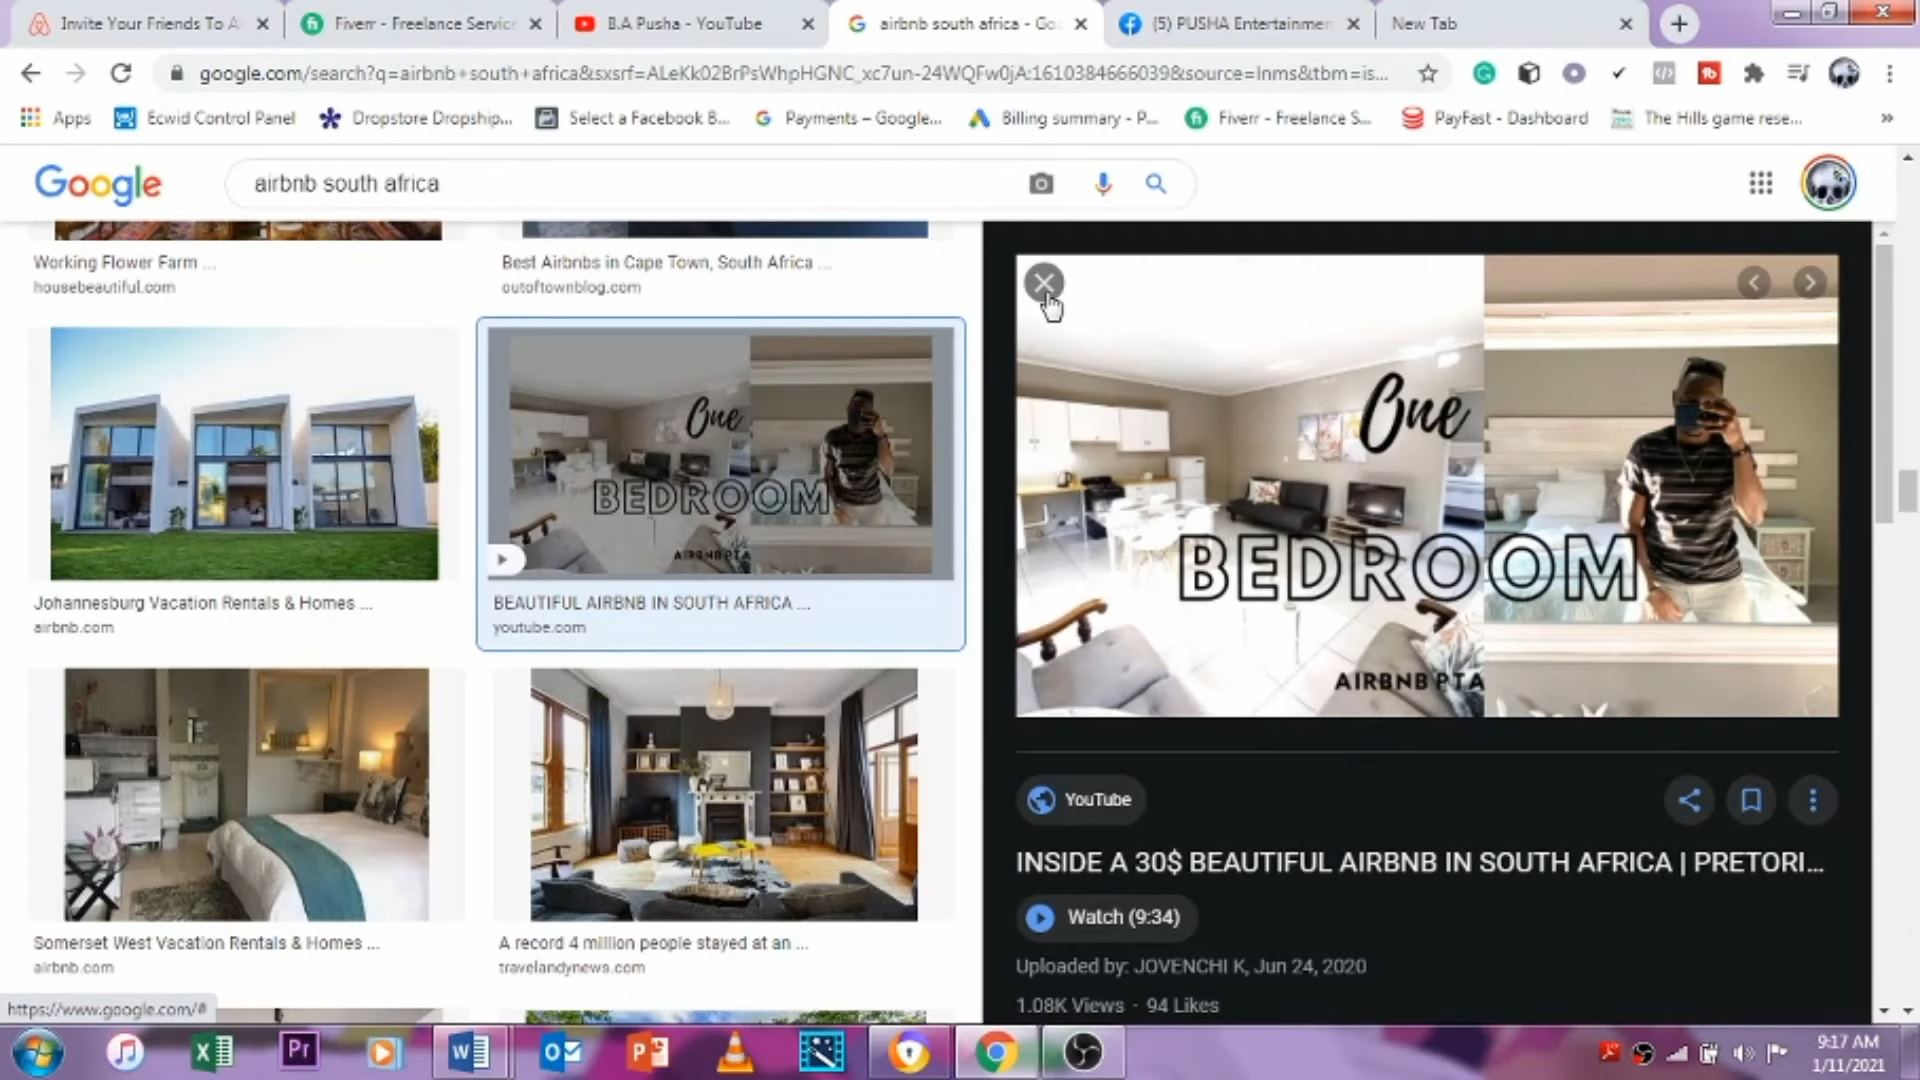 Invite Your Friends To A
Fiverr - Freelance Service
B.A Pusha - YouTube
airbnb south africa - Goo
(5) PUSHA Entertainmen
New Tab
google.com/search?q=airbnb+south+africa&sxsrf=ALeKk02BrPsWhpHGNC_xc7un-24WQFw0jA:1610384666039&source=lnms&tbm=is...
Apps
Ecwid Control Panel
Dropstore Dropship...
Select a Facebook B...
Payments – Google...
Billing summary - P...
Fiverr - Freelance S...
PayFast - Dashboard
The Hills game rese...
»
Google
airbnb south africa
Working Flower Farm ...
housebeautiful.com
Best Airbnbs in Cape Town, South Africa ...
outoftownblog.com
Johannesburg Vacation Rentals & Homes ...
airbnb.com
One
BEDROOM
AIRBNB PTA
BEAUTIFUL AIRBNB IN SOUTH AFRICA ...
youtube.com
Somerset West Vacation Rentals & Homes ...
airbnb.com
A record 4 million people stayed at an ...
travelandynews.com
One
BEDROOM
AIRBNB PTA
YouTube
INSIDE A 30$ BEAUTIFUL AIRBNB IN SOUTH AFRICA | PRETORI...
Watch (9:34)
Uploaded by: JOVENCHI K, Jun 24, 2020
1.08K Views · 94 Likes
https://www.google.com/#
Pr
9:17 AM
1/11/2021